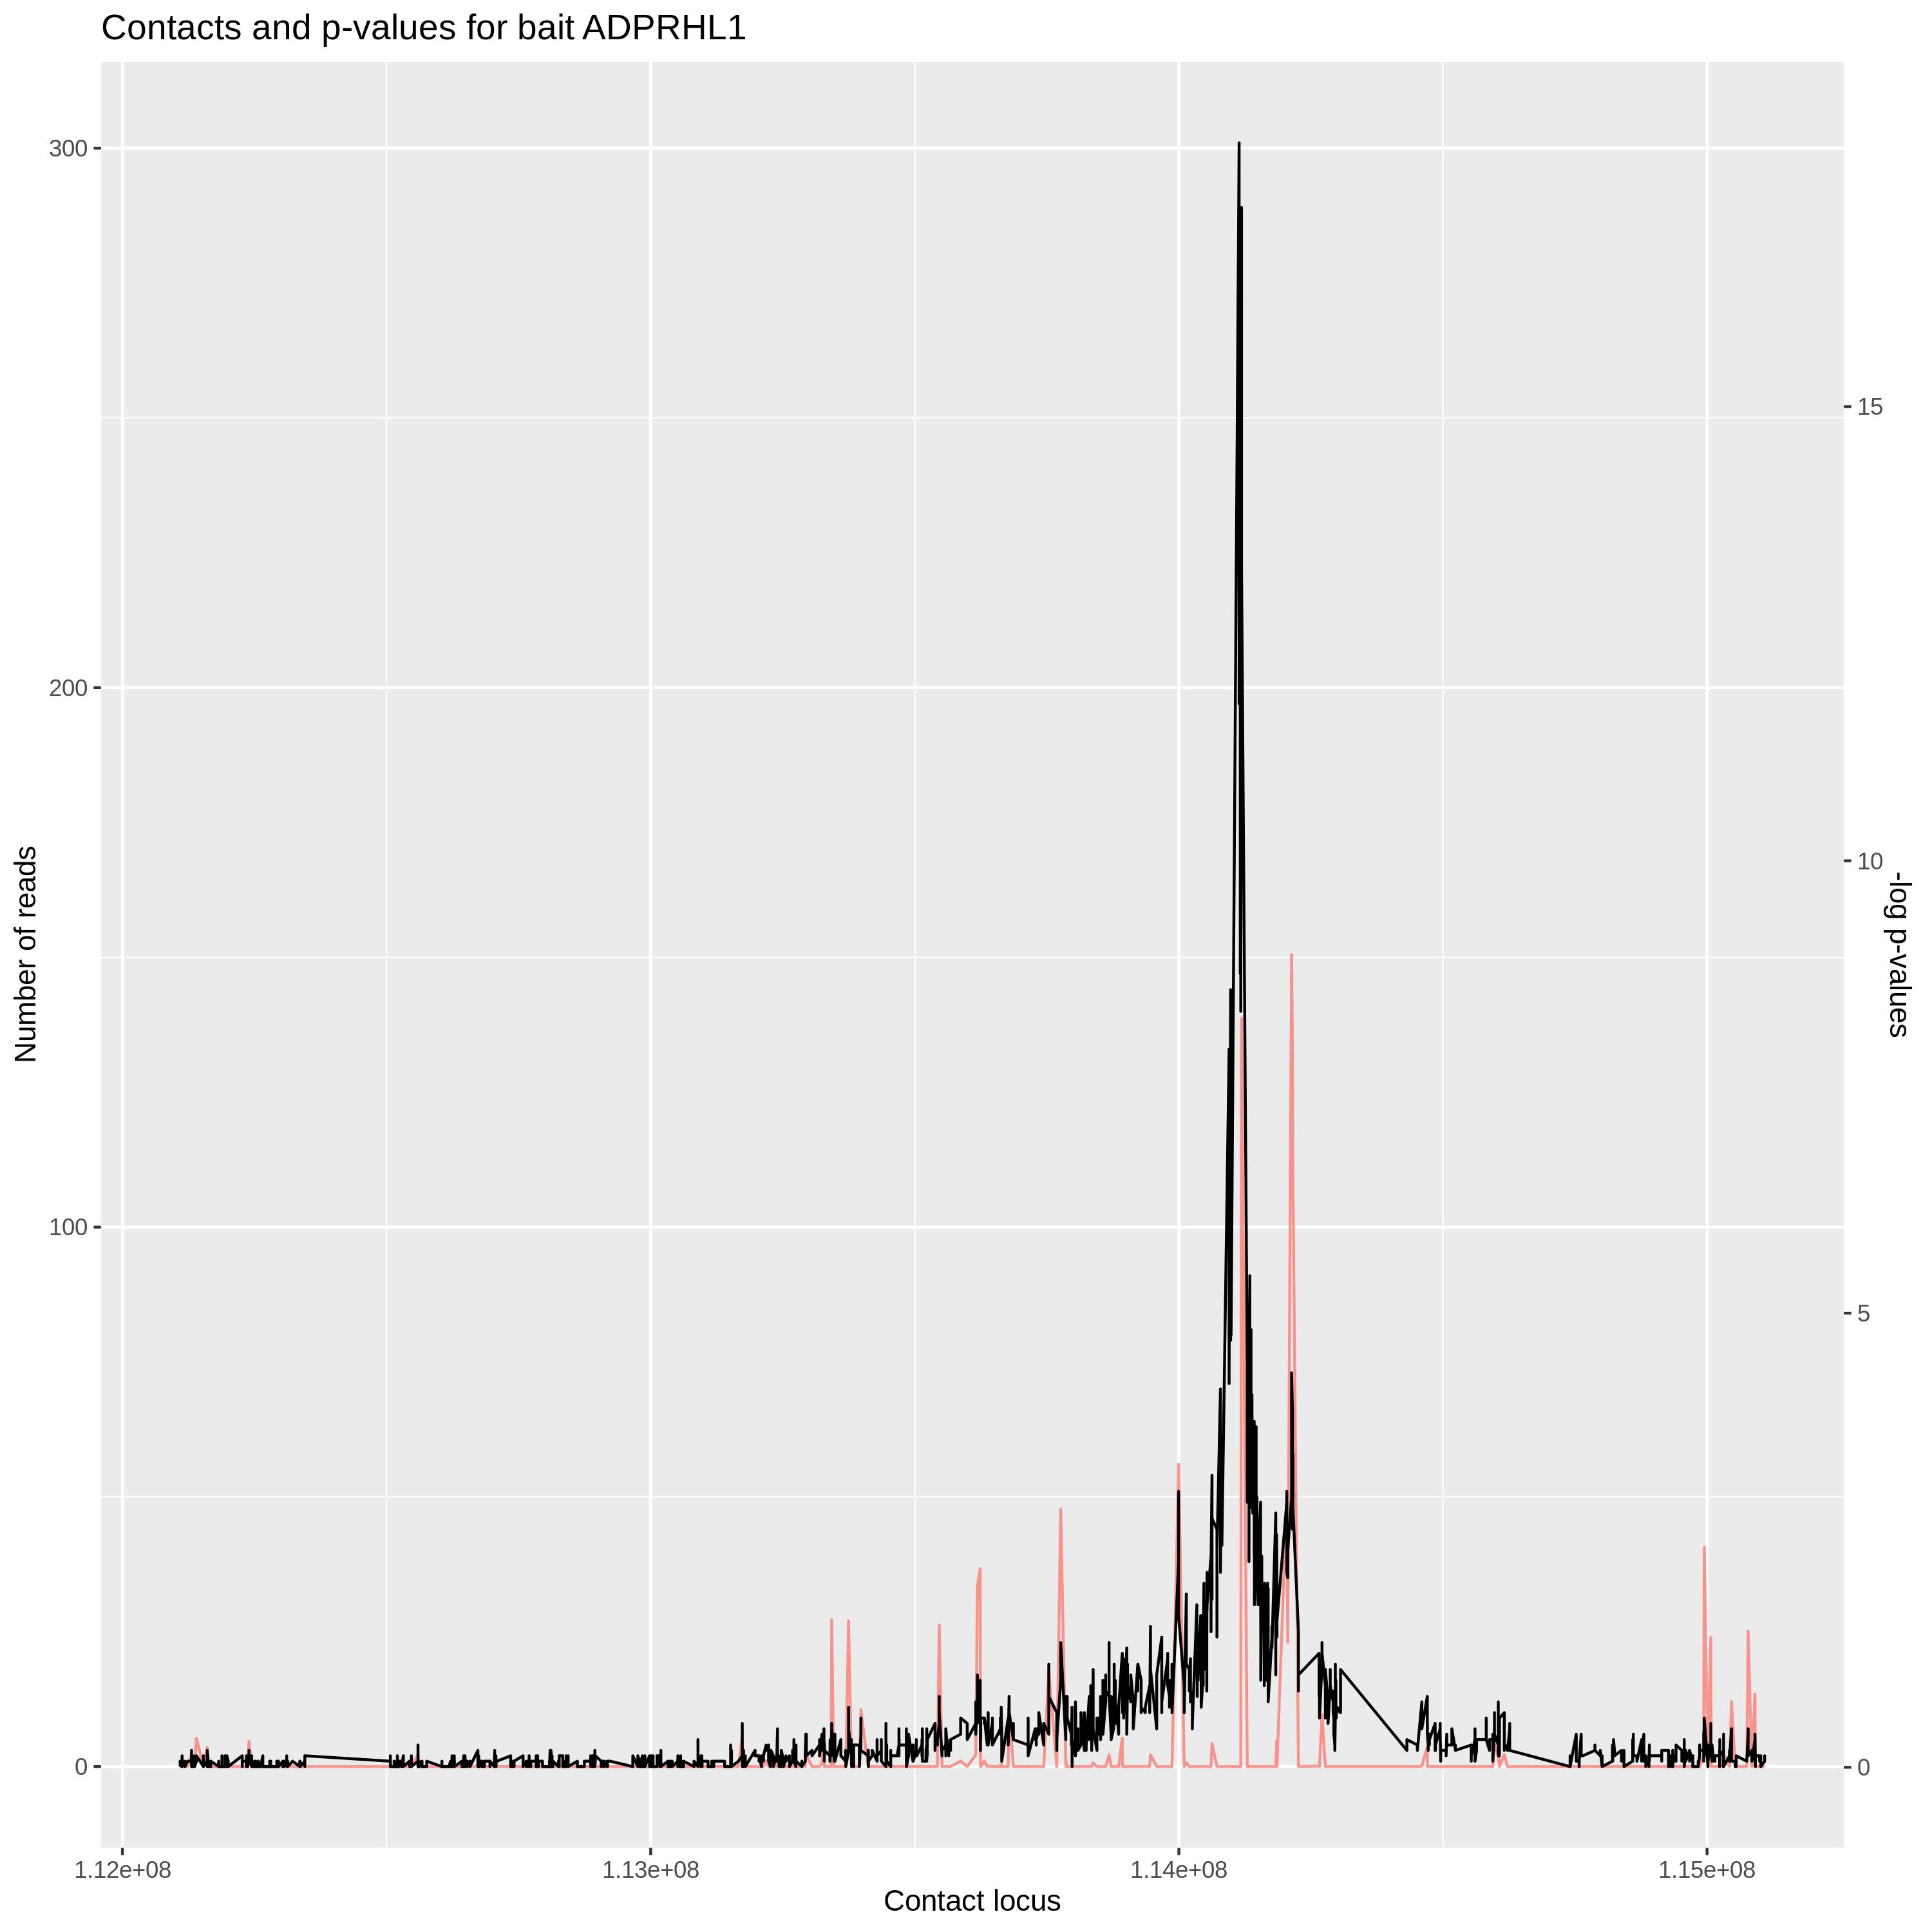 Contacts and p-values for bait ADPRHL1
300
200
100
0
Number of reads
15
10
5
0
-log p-values
1.12e+08
1.13e+08
1.14e+08
1.15e+08
Contact locus